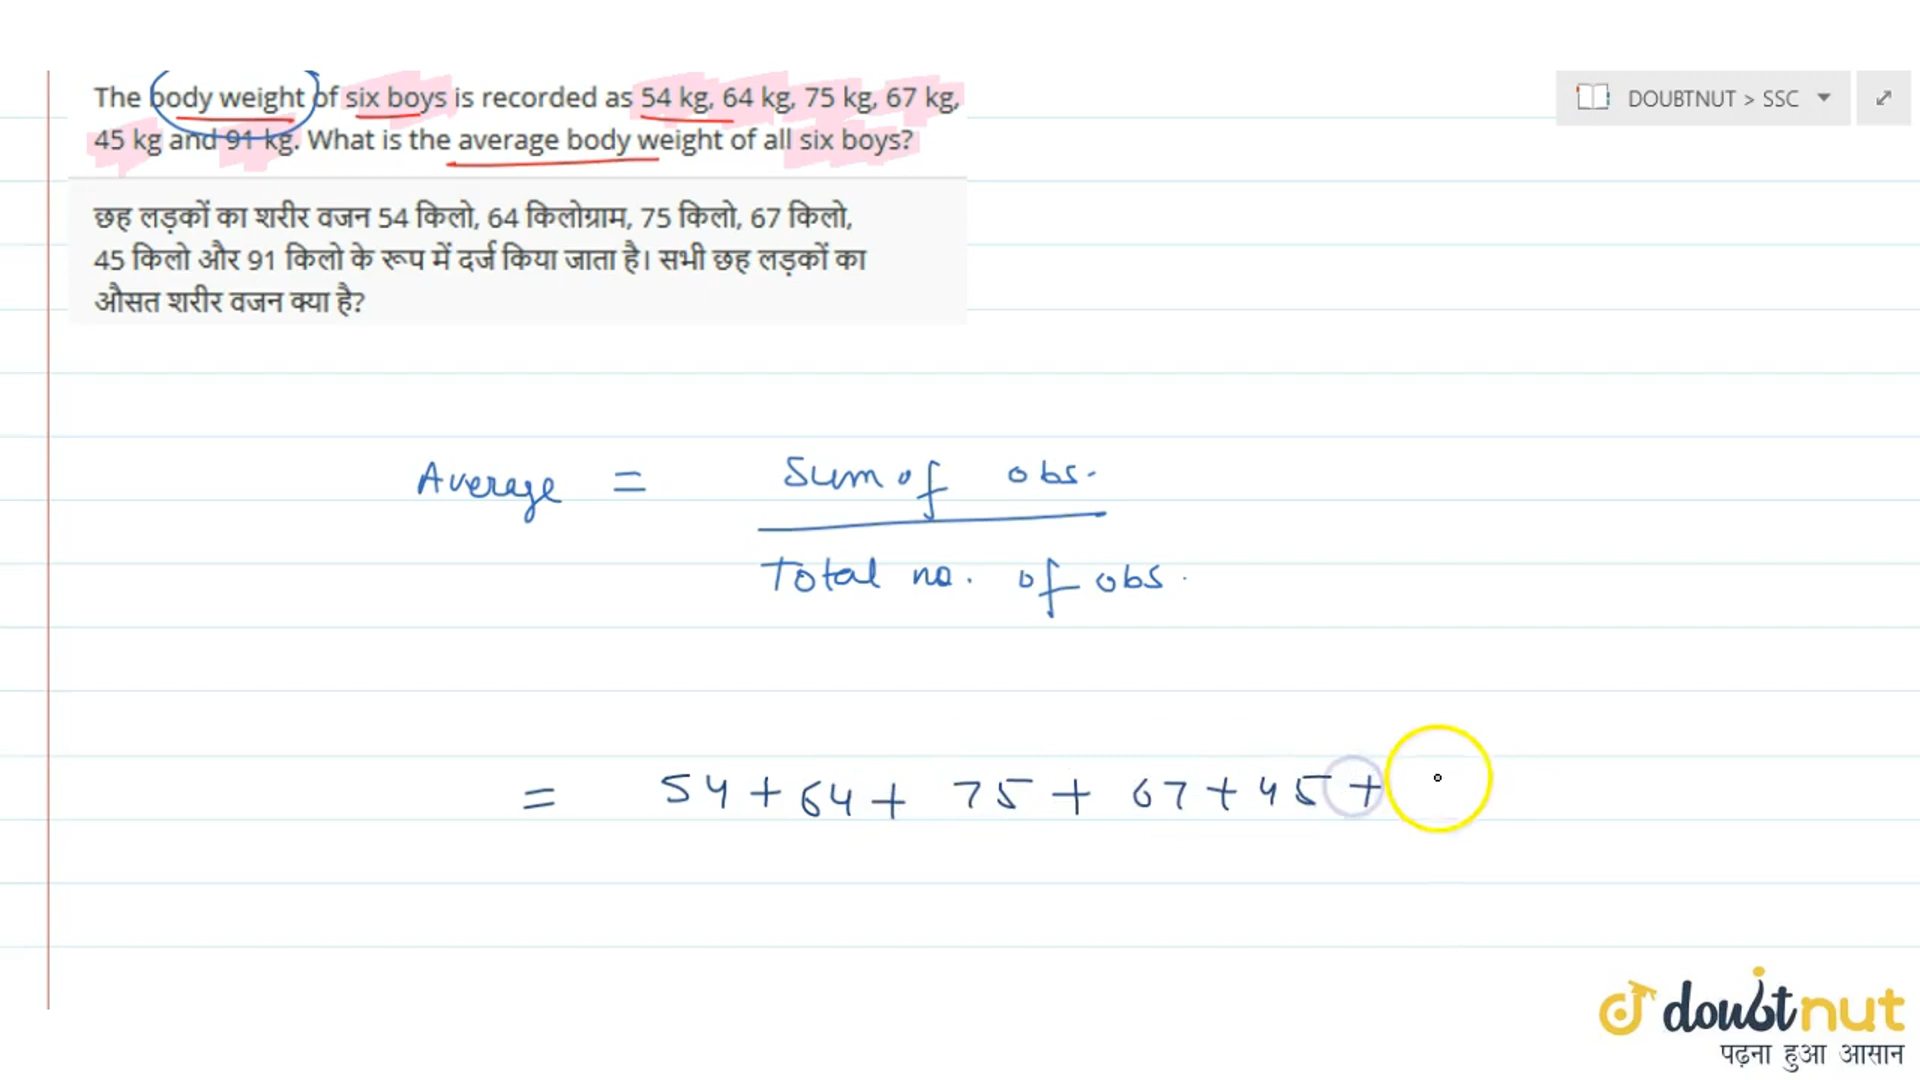 The body weight of six boys is recorded as 54 kg, 64 kg, 75 kg, 67 kg,
45 kg and 91 kg. What is the average body weight of all six boys?
DOUBTNUT > SSC
छह लड़कों का शरीर वजन 54 किलो, 64 किलोग्राम, 75 किलो, 67 किलो,
45 किलो और 91 किलो के रूप में दर्ज किया जाता है। सभी छह लड़कों का
औसत शरीर वजन क्या है?
Average = Sum of obs.
Total no. of obs.
= 54 + 64 + 75 + 67 + 45 +
doubtnut
पढ़ना हुआ आसान